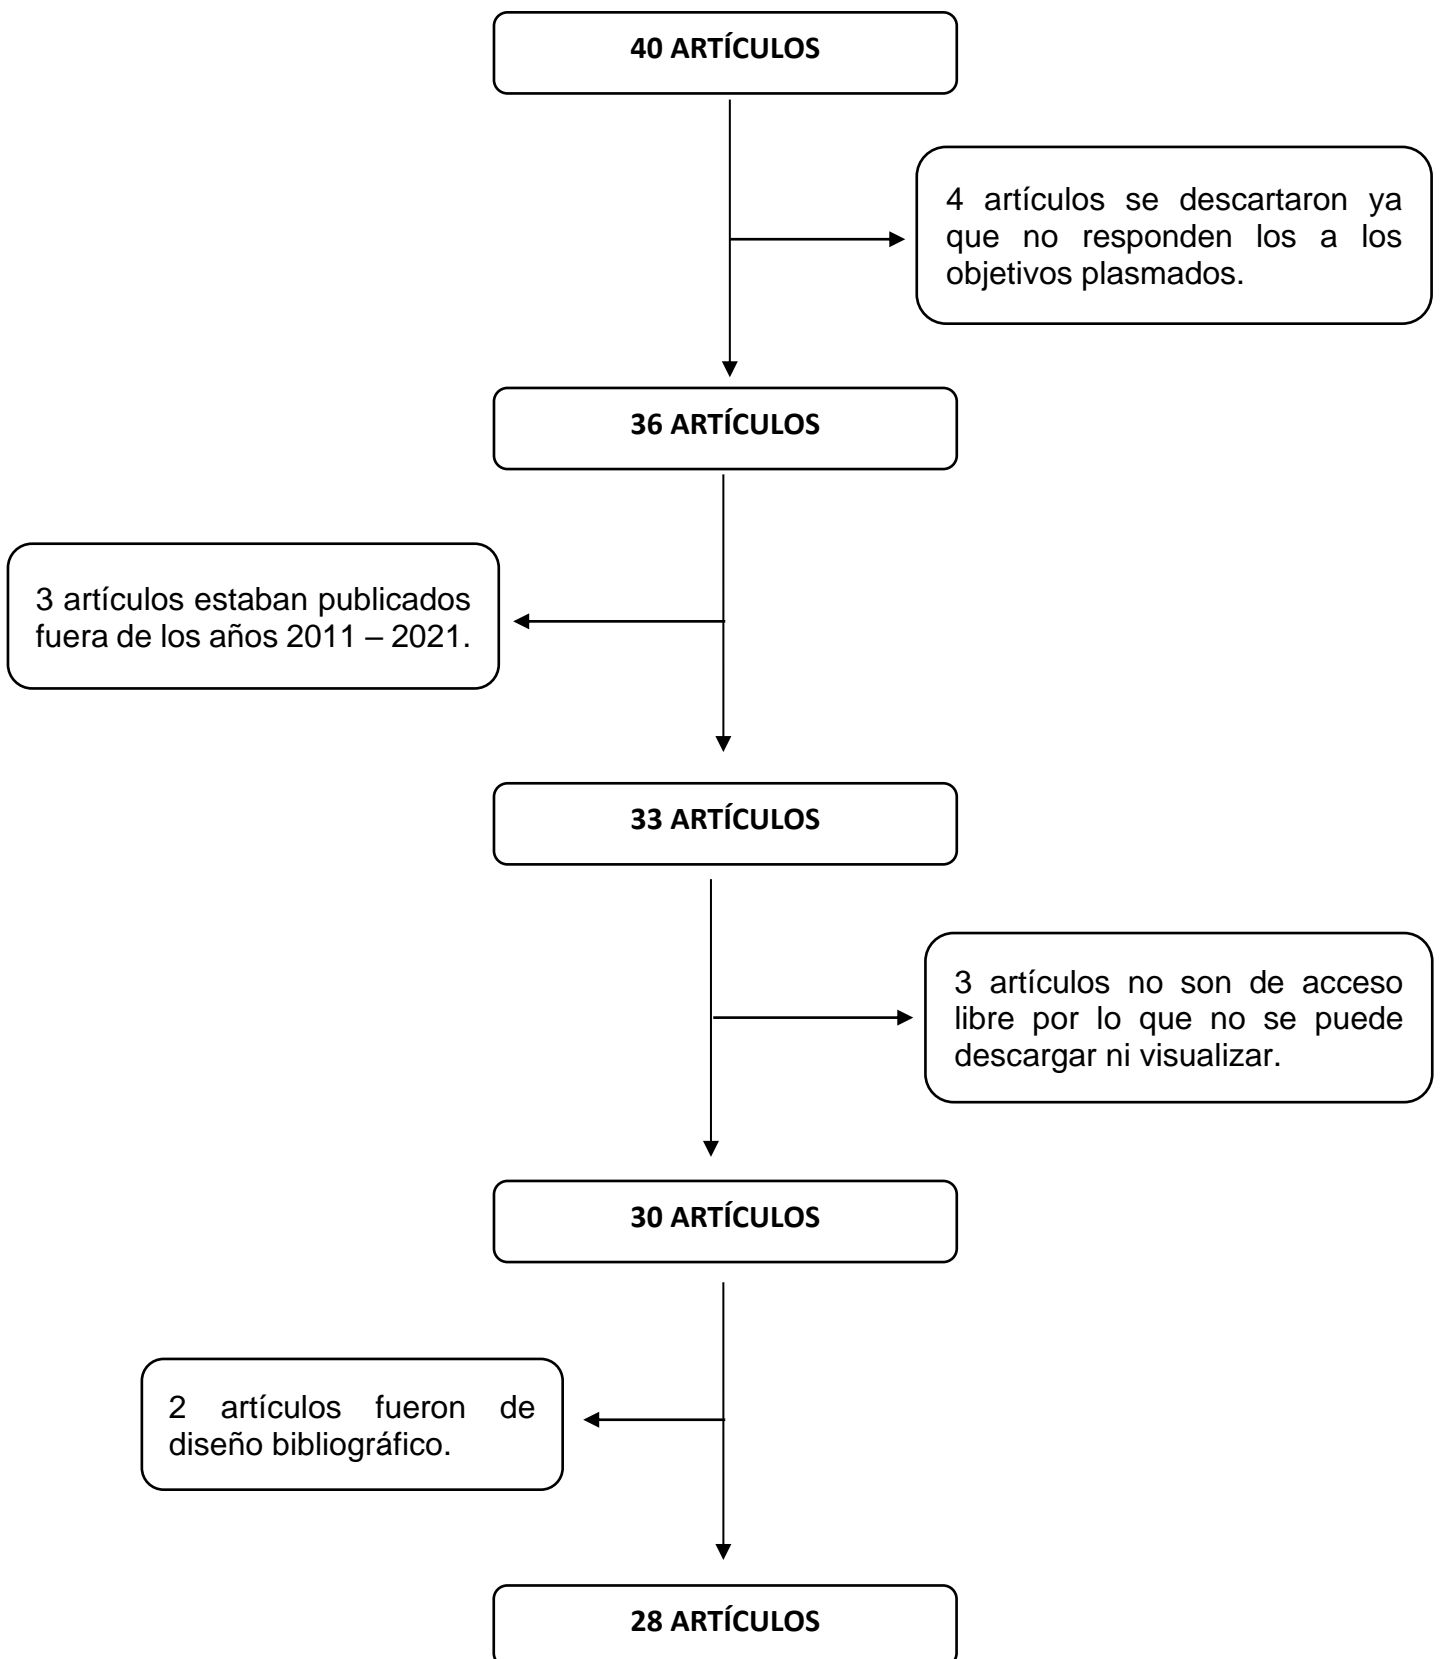 40 ARTÍCULOS
4 artículos se descartaron ya
que no responden los a los
objetivos plasmados.
36 ARTÍCULOS
3 artículos estaban publicados
fuera de los años 2011 – 2021.
33 ARTÍCULOS
3 artículos no son de acceso
libre por lo que no se puede
descargar ni visualizar.
30 ARTÍCULOS
2 artículos fueron de
diseño bibliográfico.
28 ARTÍCULOS